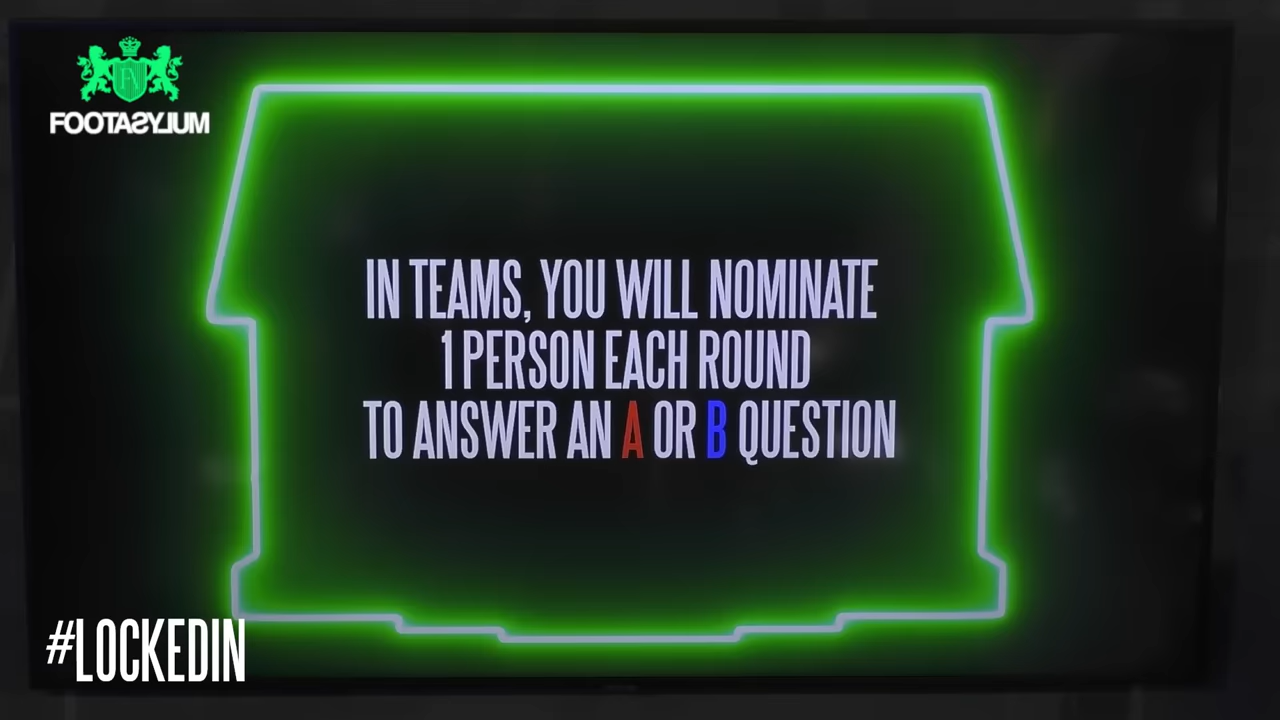 FOOTASYLUM
IN TEAMS, YOU WILL NOMINATE
1 PERSON EACH ROUND
TO ANSWER AN A OR B QUESTION
#LOCKEDIN